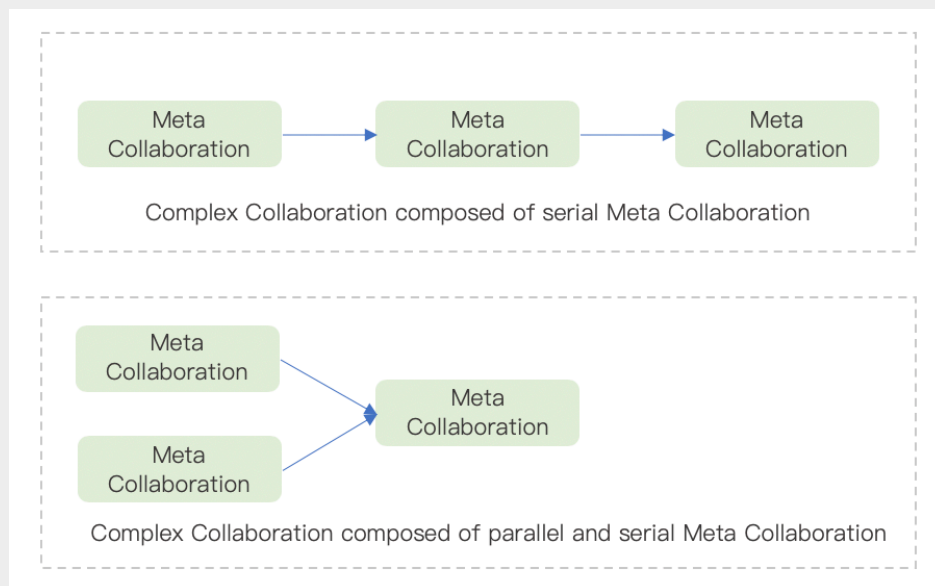 Meta
Collaboration
Meta
Collaboration
Meta
Collaboration
Complex Collaboration composed of serial Meta Collaboration
Meta
Collaboration
Meta
Collaboration
Meta
Collaboration
Complex Collaboration composed of parallel and serial Meta Collaboration